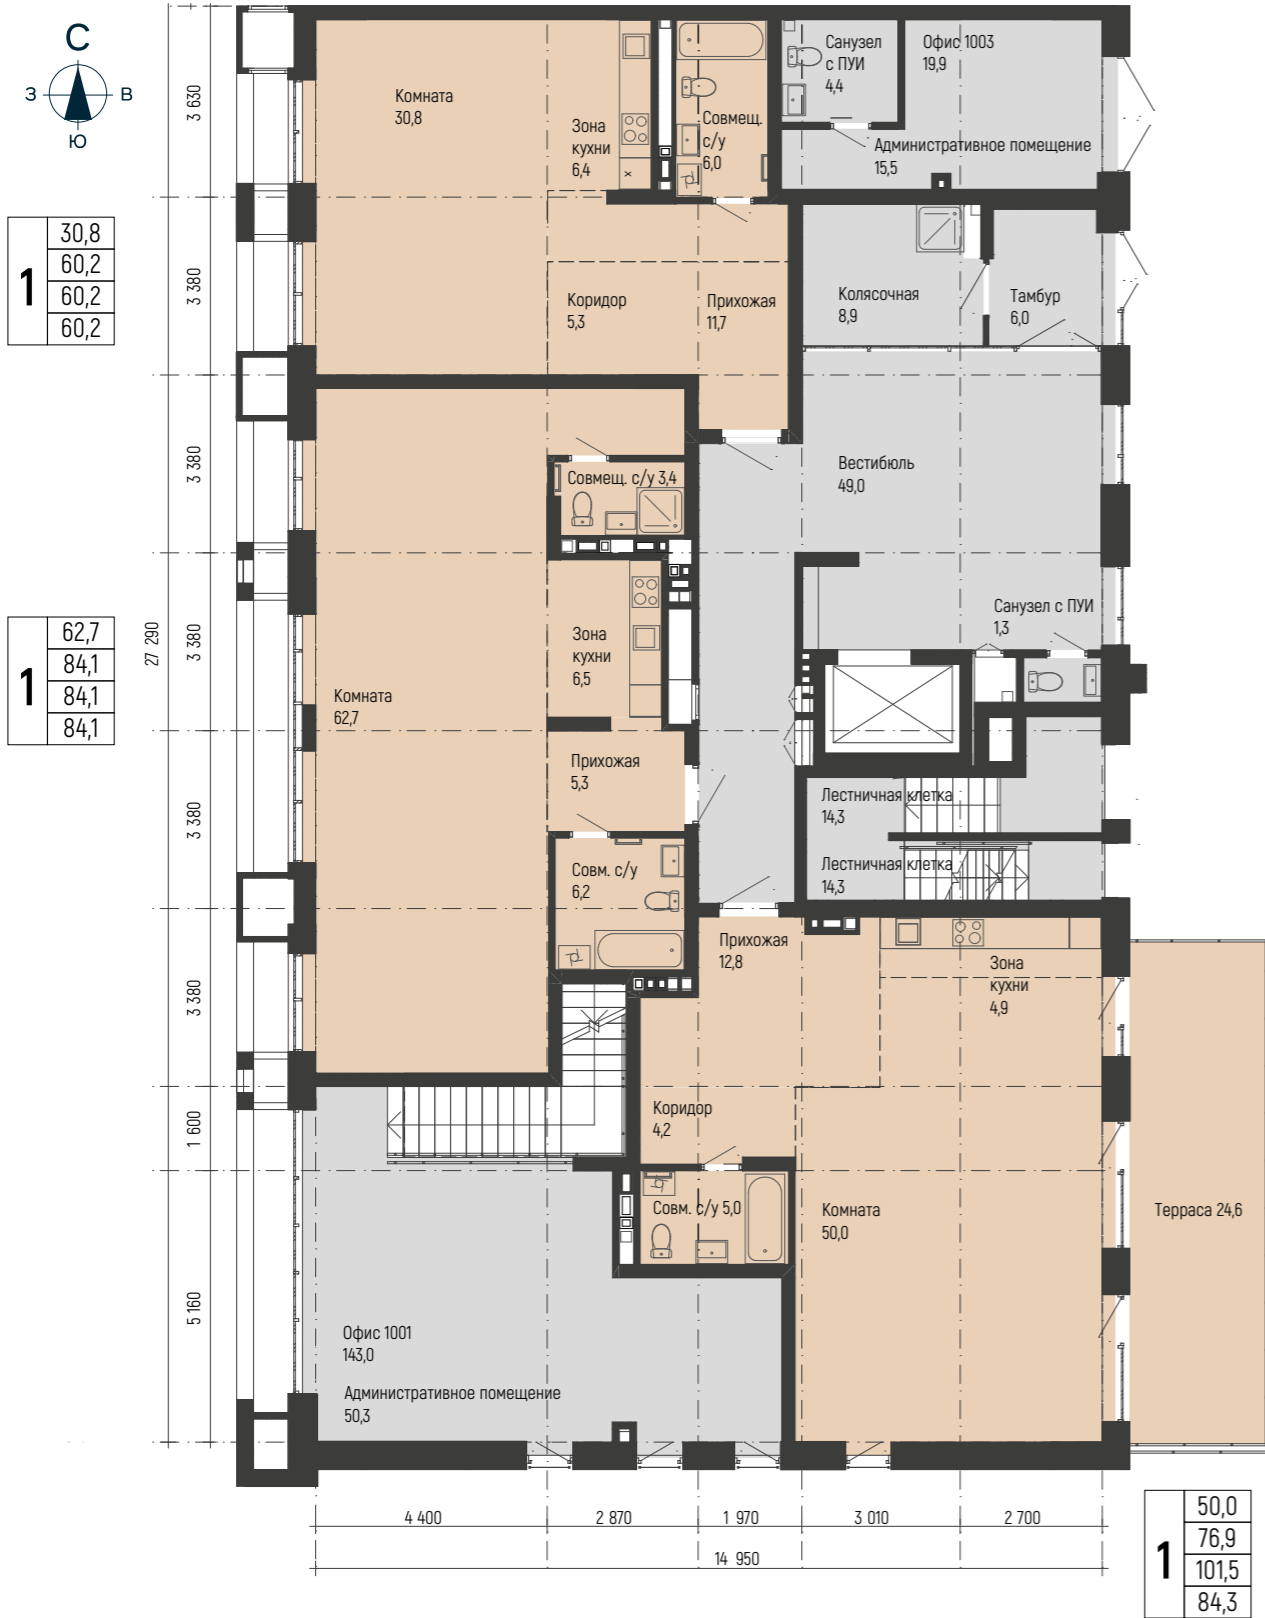 С
З
В
Ю
3 630
3 380
3 380
3 380
3 380
3 380
1 600
5 160
27 290
1
30,8
60,2
60,2
60,2
1
62,7
84,1
84,1
84,1
Комната
30,8
Зона
кухни
6,4
Совмещ.
с/у
6,0
Санузел
с ПУИ
4,4
Офис 1003
19,9
Административное помещение
15,5
Коридор
5,3
Прихожая
11,7
Колясочная
8,9
Тамбур
6,0
Вестибюль
49,0
Совмещ. с/у 3,4
Санузел с ПУИ
1,3
Зона
кухни
6,5
Комната
62,7
Прихожая
5,3
Лестничная клетка
14,3
Лестничная клетка
14,3
Совм. с/у
6,2
Прихожая
12,8
Зона
кухни
4,9
Коридор
4,2
Совм. с/у 5,0
Комната
50,0
Терраса 24,6
Офис 1001
143,0
Административное помещение
50,3
4 400
2 870
1 970
3 010
2 700
14 950
1
50,0
76,9
101,5
84,3